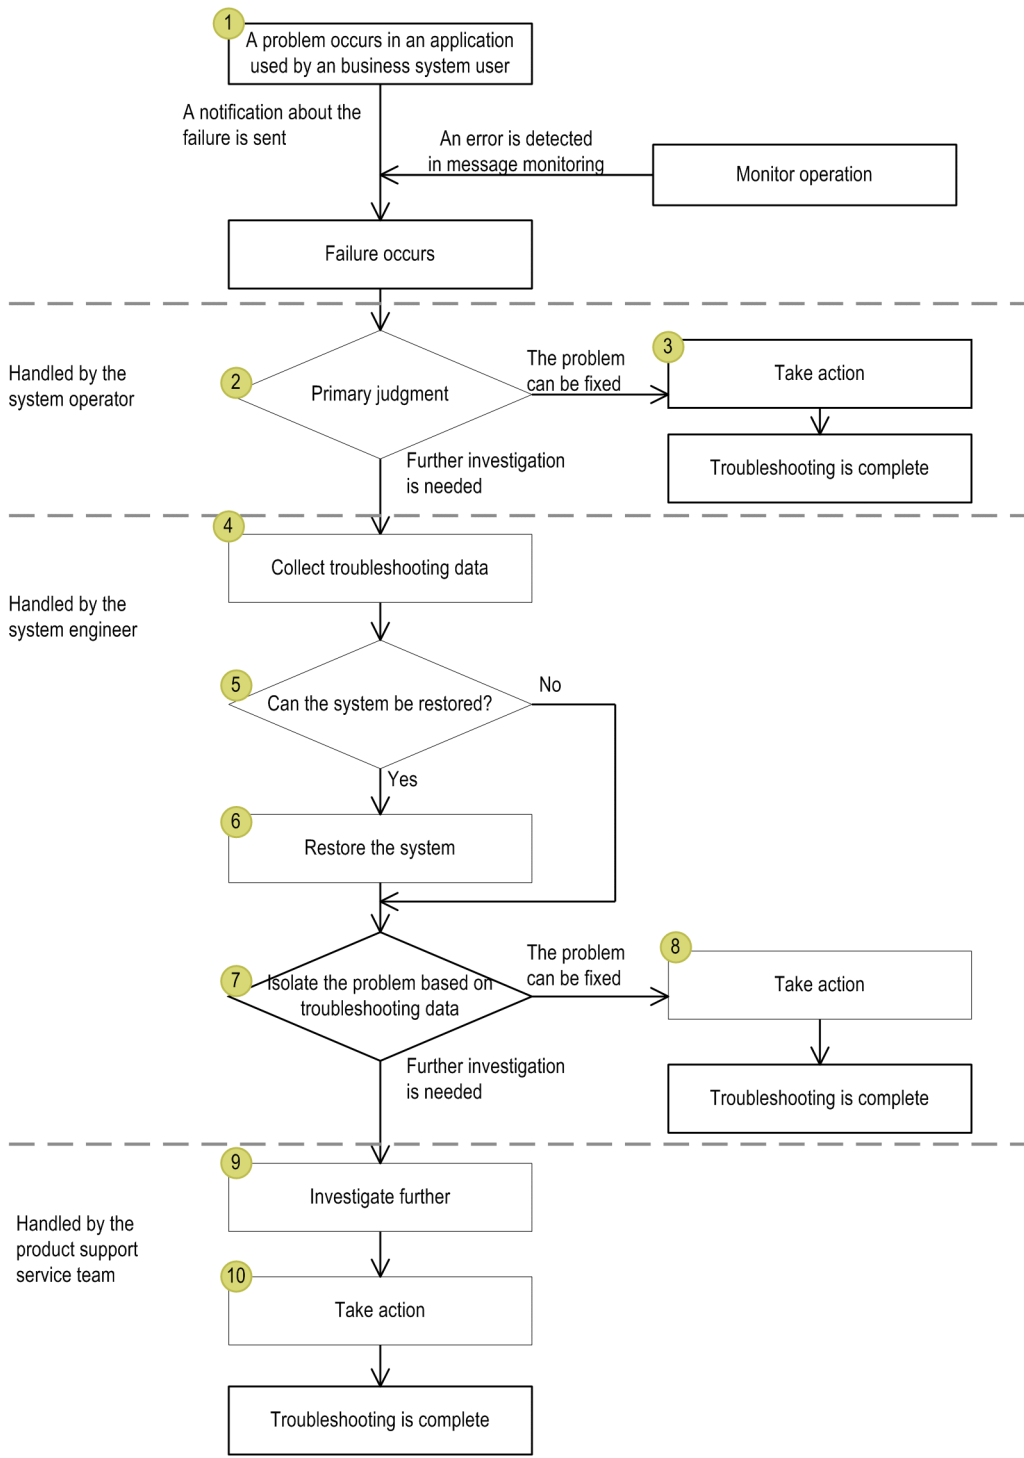 1
A problem occurs in an application
used by an business system user
A notification about the
failure is sent
An error is detected
in message monitoring
Monitor operation
Failure occurs
Handled by the
system operator
2
Primary judgment
The problem
can be fixed
3
Take action
Troubleshooting is complete
Further investigation
is needed
4
Collect troubleshooting data
Handled by the
system engineer
5
Can the system be restored?
No
Yes
6
Restore the system
7
Isolate the problem based on
troubleshooting data
The problem
can be fixed
8
Take action
Troubleshooting is complete
Further investigation
is needed
9
Investigate further
Handled by the
product support
service team
10
Take action
Troubleshooting is complete